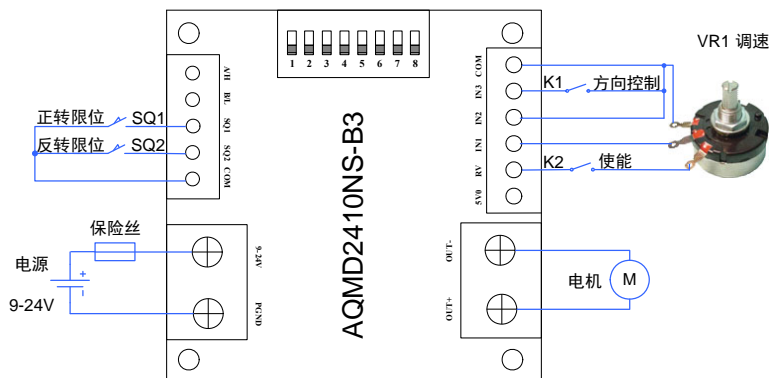 VR1 调速
1 2 3 4 5 6 7 8
A/H
B/L
SQ1
SQ2
COM
正转限位 SQ1
反转限位 SQ2
保险丝
电源
+
-
9-24V
9~24V
PGND
AQMD2410NS-B3
COM
IN3
IN2
IN1
RV
5V0
K1 方向控制
K2 使能
OUT-
OUT+
电机 M